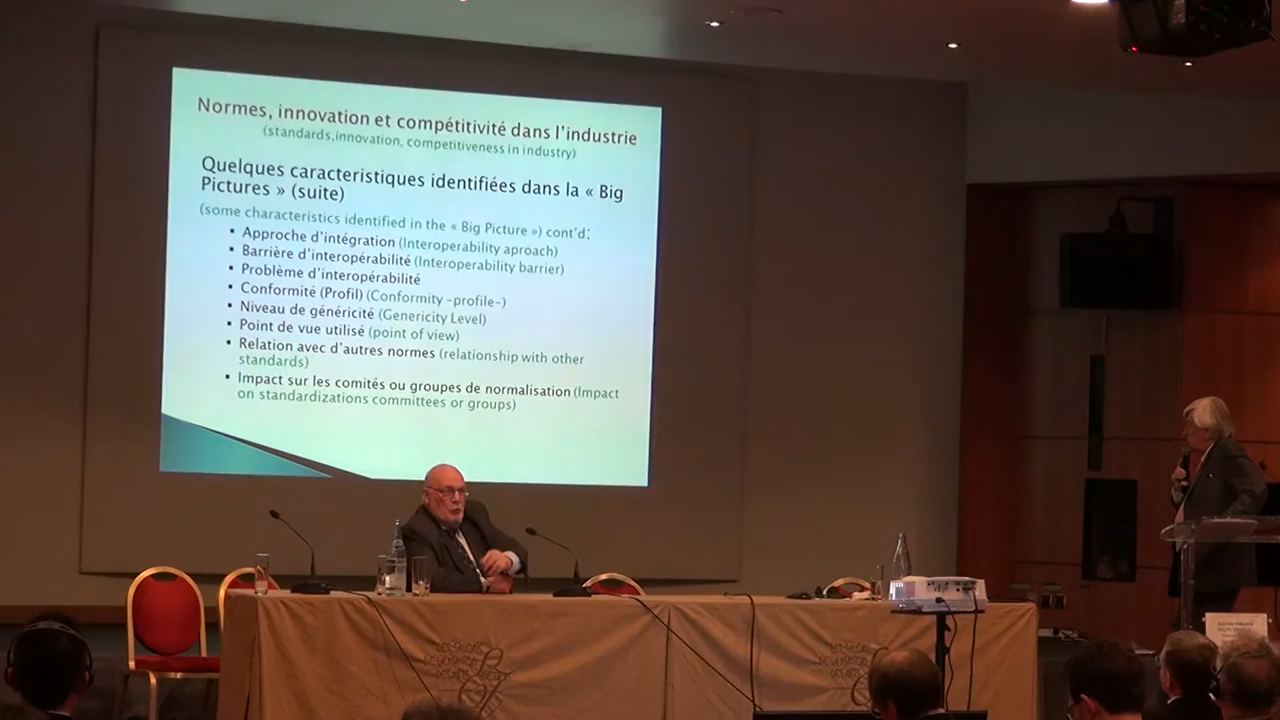 Normes, innovation et compétitivité dans l'industrie
(standards,innovation, competitiveness in industry)
Quelques caracteristiques identifiées dans la « Big
Pictures » (suite)
(some characteristics identified in the « Big Picture ») cont'd:
▪ Approche d'intégration (Interoperability aproach)
▪ Barrière d'interopérabilité (Interoperability barrier)
▪ Problème d'interopérabilité
▪ Conformité (Profil) (Conformity -profile-)
▪ Niveau de généricité (Genericity Level)
▪ Point de vue utilisé (point of view)
▪ Relation avec d'autres normes (relationship with other
standards)
▪ Impact sur les comités ou groupes de normalisation (Impact
on standardizations committees or groups)